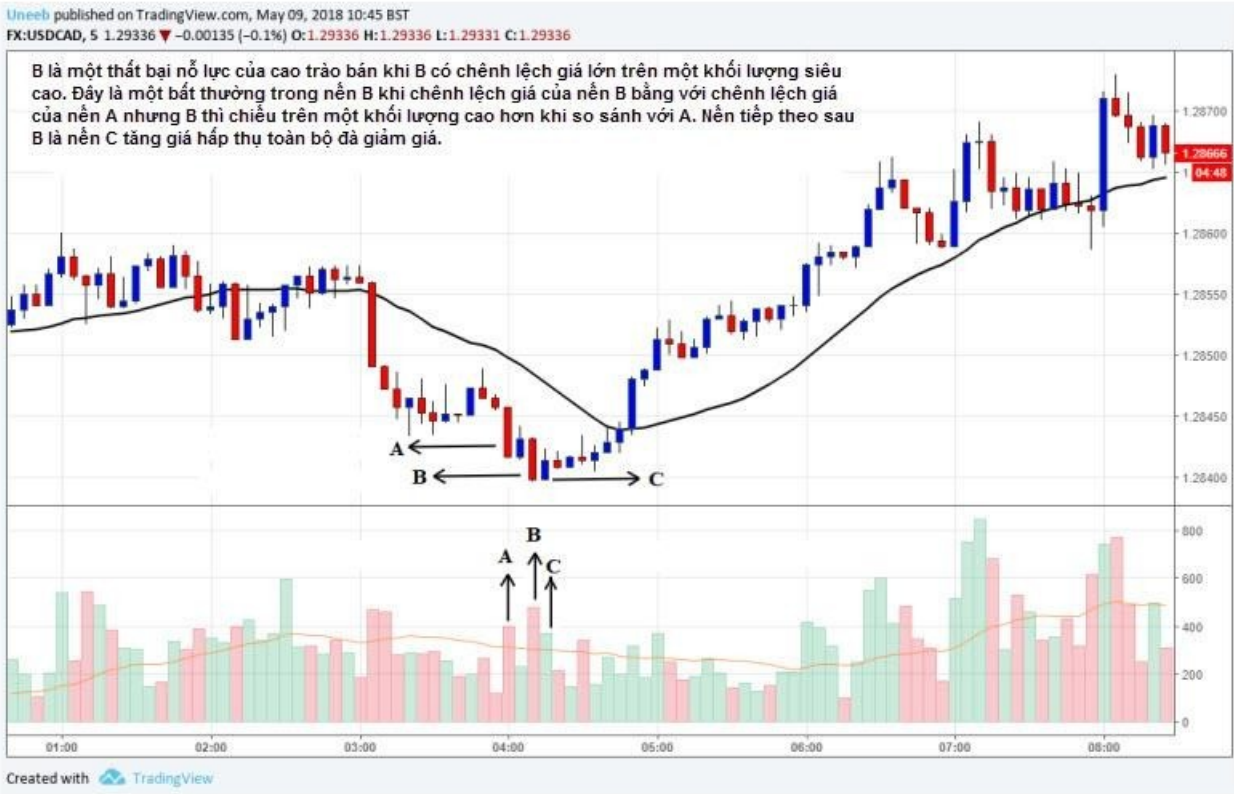 Uneeb published on TradingView.com, May 09, 2018 10:45 BST
FX:USDCAD, 5 1.29336 ▼ −0.00135 (−0.1%) O:1.29336 H:1.29336 L:1.29331 C:1.29336
B là một thất bại nỗ lực của cao trào bán khi B có chênh lệch giá lớn trên một khối lượng siêu
cao. Đây là một bất thường trong nến B khi chênh lệch giá của nến B bằng với chênh lệch giá
của nến A nhưng B thì chiếu trên một khối lượng cao hơn khi so sánh với A. Nến tiếp theo sau
B là nến C tăng giá hấp thụ toàn bộ đà giảm giá.
1.28700
1.28666
04:48
1.28600
1.28550
1.28500
1.28450
1.28400
A
B
C
B
A
C
800
600
400
200
0
01:00 02:00 03:00 04:00 05:00 06:00 07:00 08:00
Created with TradingView